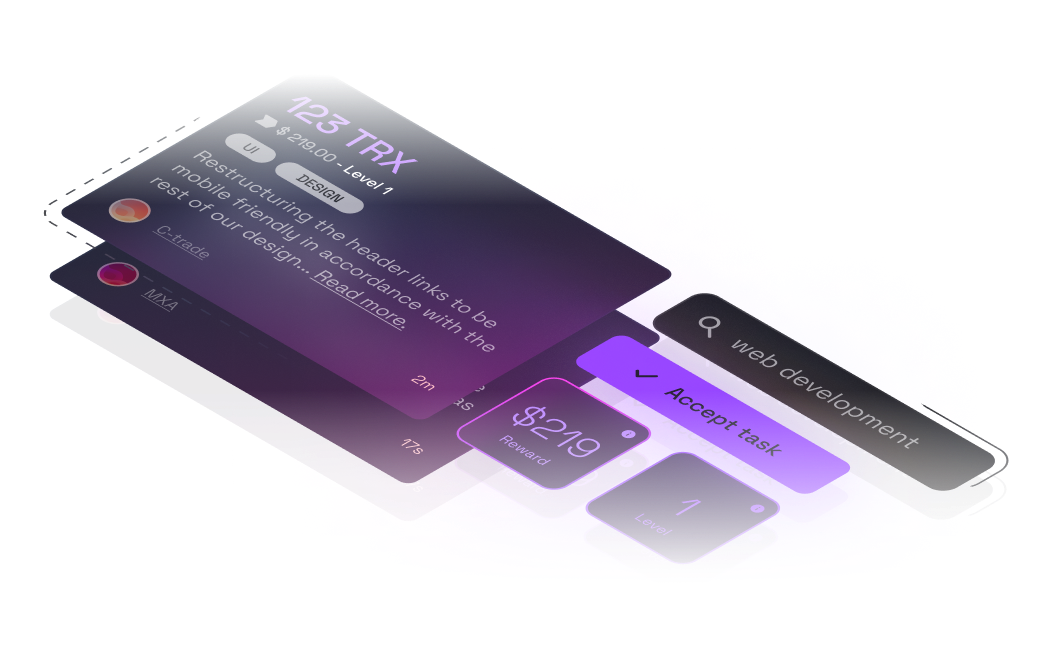 123 TRX
$ 219.00 - Level 1
UI
DESIGN
Restructuring the header links to be
mobile friendly in accordance with the
rest of our design... Read more.
C-trade
2m
MXA
as
17s
web development
Accept task
$219
Reward
1
Level